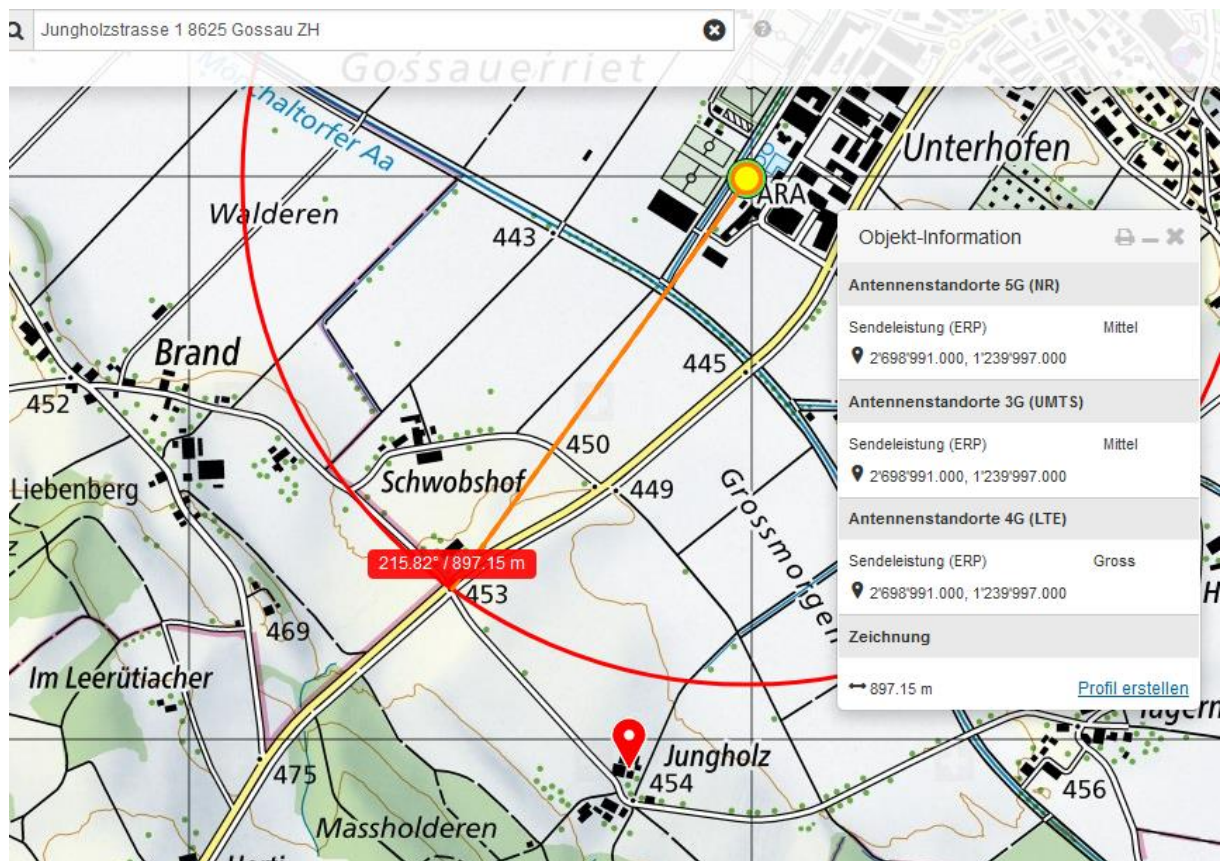 Jungholzstrasse 1 8625 Gossau ZH
Gossauerriet
Mönchaltorfer Aa
Unterhofen
ARA
Walderen
443
Objekt-Information
Antennenstandorte 5G (NR)
Sendeleistung (ERP) Mittel
2'698'991.000, 1'239'997.000
Antennenstandorte 3G (UMTS)
Sendeleistung (ERP) Mittel
2'698'991.000, 1'239'997.000
Antennenstandorte 4G (LTE)
Sendeleistung (ERP) Gross
2'698'991.000, 1'239'997.000
Zeichnung
897.15 m Profil erstellen
Brand
445
452
450
Schwobshof
449
Liebenberg
Grossmorgen
215.82° / 897.15 m
453
469
Im Leerütiacher
475
Jungholz
454
456
Massholderen